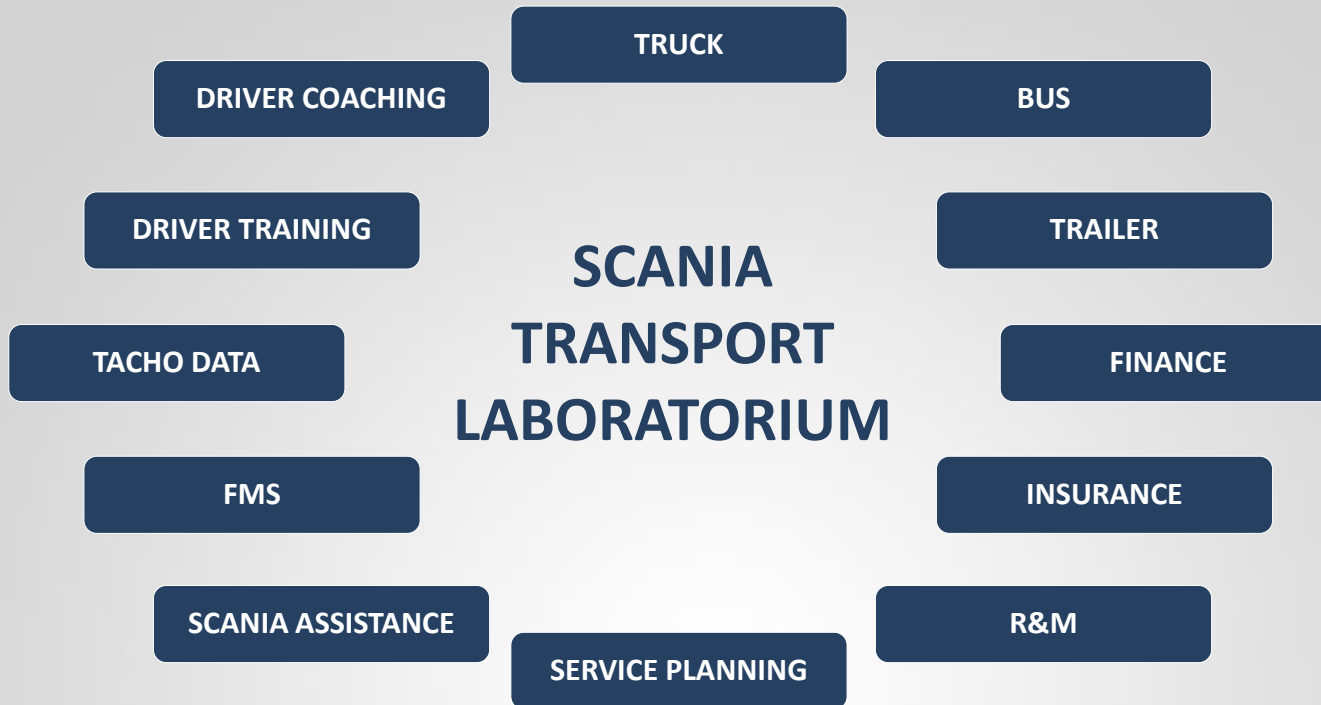 TRUCK
DRIVER COACHING
BUS
DRIVER TRAINING
TRAILER
SCANIA
TRANSPORT
LABORATORIUM
TACHO DATA
FINANCE
FMS
INSURANCE
SCANIA ASSISTANCE
R&M
SERVICE PLANNING